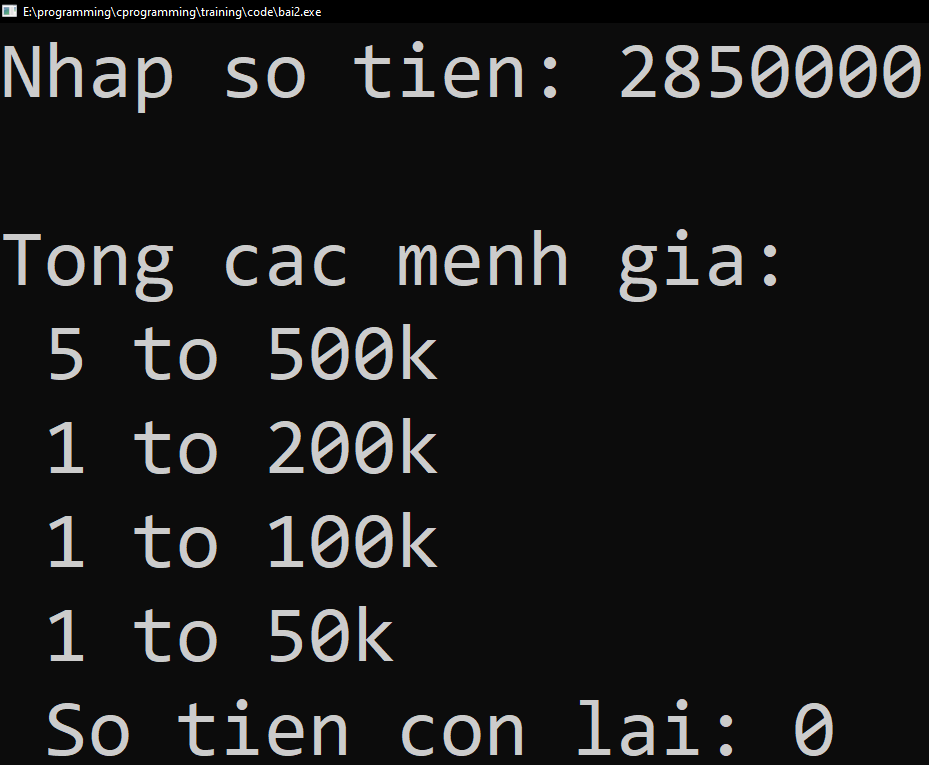 E:\programming\cprogramming\training\code\bai2.exe
Nhap so tien: 2850000
Tong cac menh gia:
5 to 500k
1 to 200k
1 to 100k
1 to 50k
So tien con lai: 0